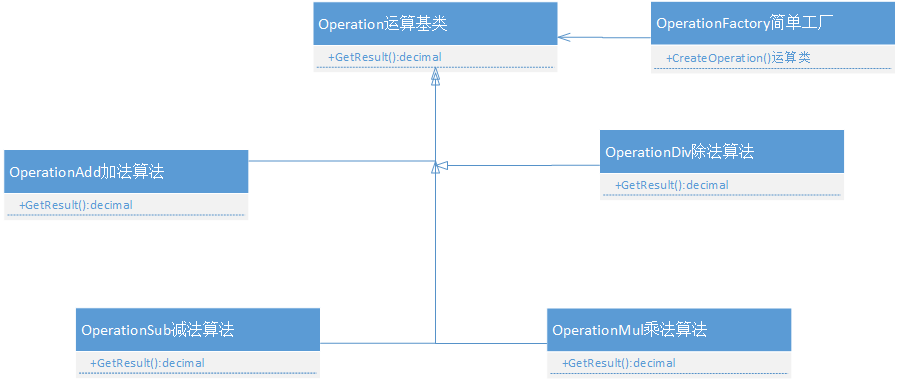 Operation运算基类
+GetResult():decimal
OperationFactory简单工厂
+CreateOperation()运算类
OperationAdd加法算法
+GetResult():decimal
OperationDiv除法算法
+GetResult():decimal
OperationSub减法算法
+GetResult():decimal
OperationMul乘法算法
+GetResult():decimal